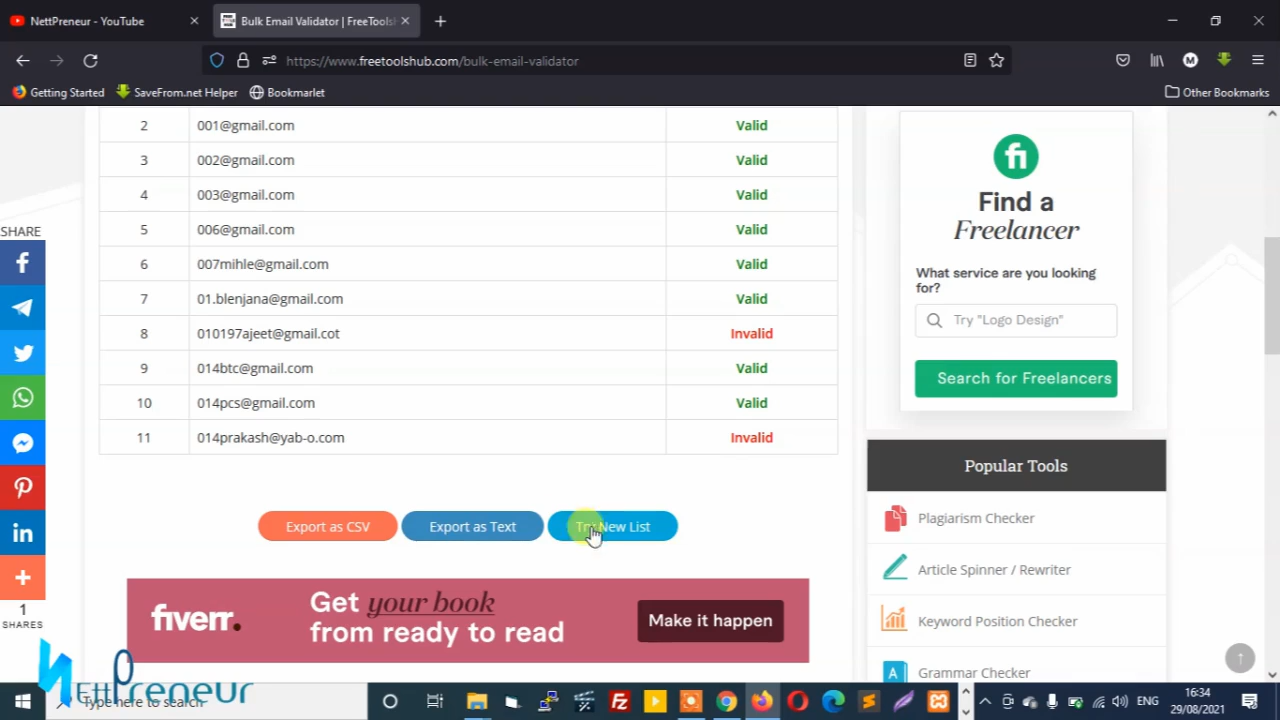 NettPreneur - YouTube
Bulk Email Validator | FreeTools
https://www.freetoolshub.com/bulk-email-validator
Getting Started
SaveFrom.net Helper
Bookmarlet
Other Bookmarks
2 001@gmail.com Valid
3 002@gmail.com Valid
4 003@gmail.com Valid
5 006@gmail.com Valid
6 007mihle@gmail.com Valid
7 01.blenjana@gmail.com Valid
8 010197ajeet@gmail.cot Invalid
9 014btc@gmail.com Valid
10 014pcs@gmail.com Valid
11 014prakash@yab-o.com Invalid
Export as CSV
Export as Text
Try New List
fiverr.
Get your book
from ready to read
Make it happen
SHARE
1
SHARES
fi
Find a
Freelancer
What service are you looking
for?
Try "Logo Design"
Search for Freelancers
Popular Tools
Plagiarism Checker
Article Spinner / Rewriter
Keyword Position Checker
Grammar Checker
NettPreneur
Type here to search
ENG
16:34
29/08/2021